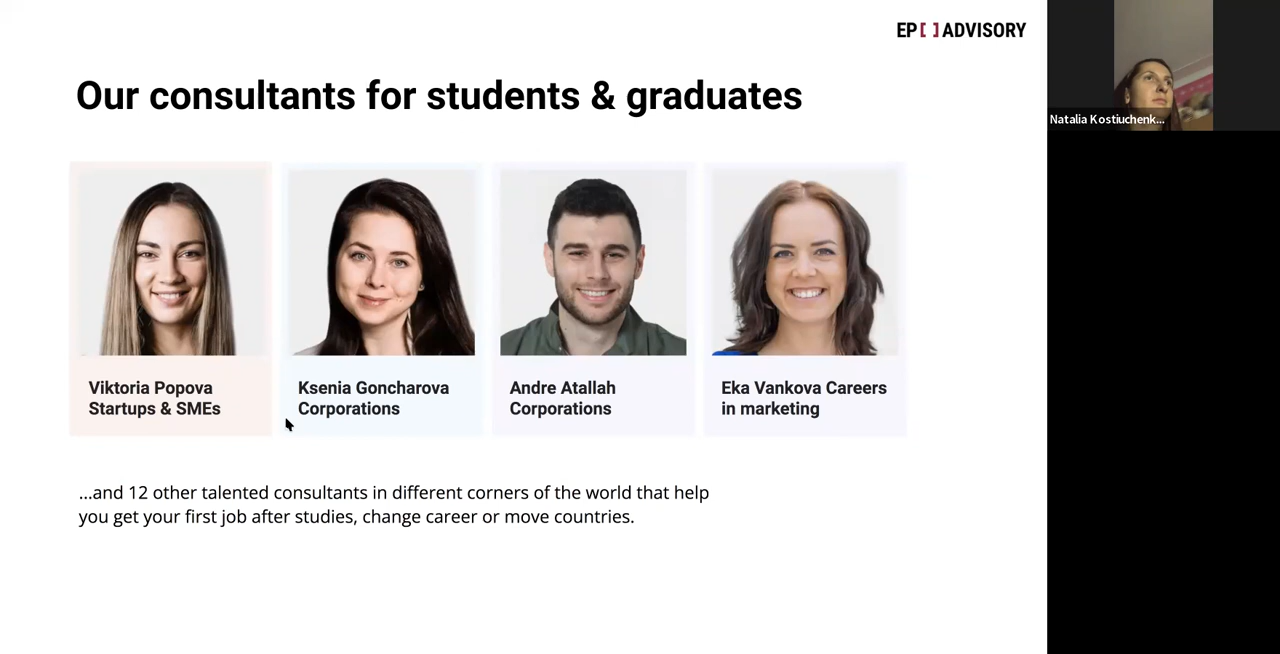 EP[ ]ADVISORY
Our consultants for students & graduates
Natalia Kostiuchenk...
Viktoria Popova
Startups & SMEs
Ksenia Goncharova
Corporations
Andre Atallah
Corporations
Eka Vankova Careers
in marketing
...and 12 other talented consultants in different corners of the world that help
you get your first job after studies, change career or move countries.